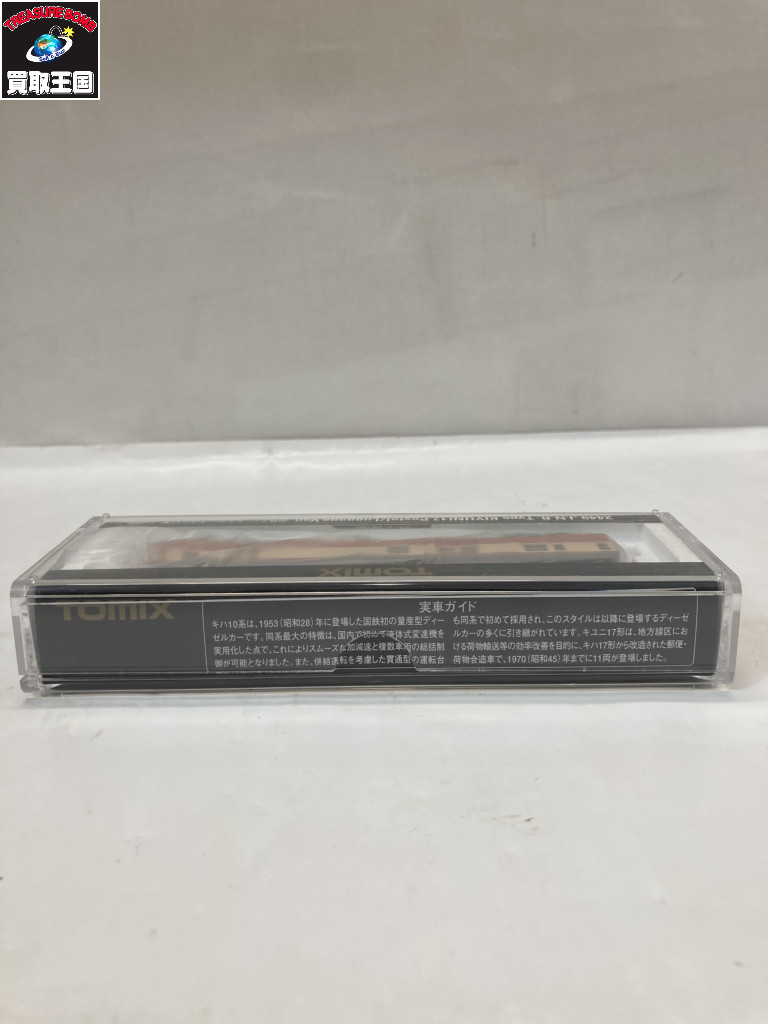 TREASURE BOMB
買取王国
TOMIX
TOMIX
実車ガイド
キハ10系は、1953(昭和28)年に登場した国鉄初の量産型ディー
ゼルカーです。同系最大の特徴は、国内で初めて液体式変速機を
実用化した点で、これによりスムーズな加減速と複数車両の総括制
御が可能となりました。また、併結運転を考慮した貫通型の運転台
も同系で初めて採用され、このスタイルは以降に登場するディーゼ
ルカーの多くに引き継がれています。キユニ17形は、地方線区にお
ける荷物輸送等の効率改善を目的に、キハ17形から改造された郵便・
荷物合造車で、1970(昭和45)年までに11両が登場しました。